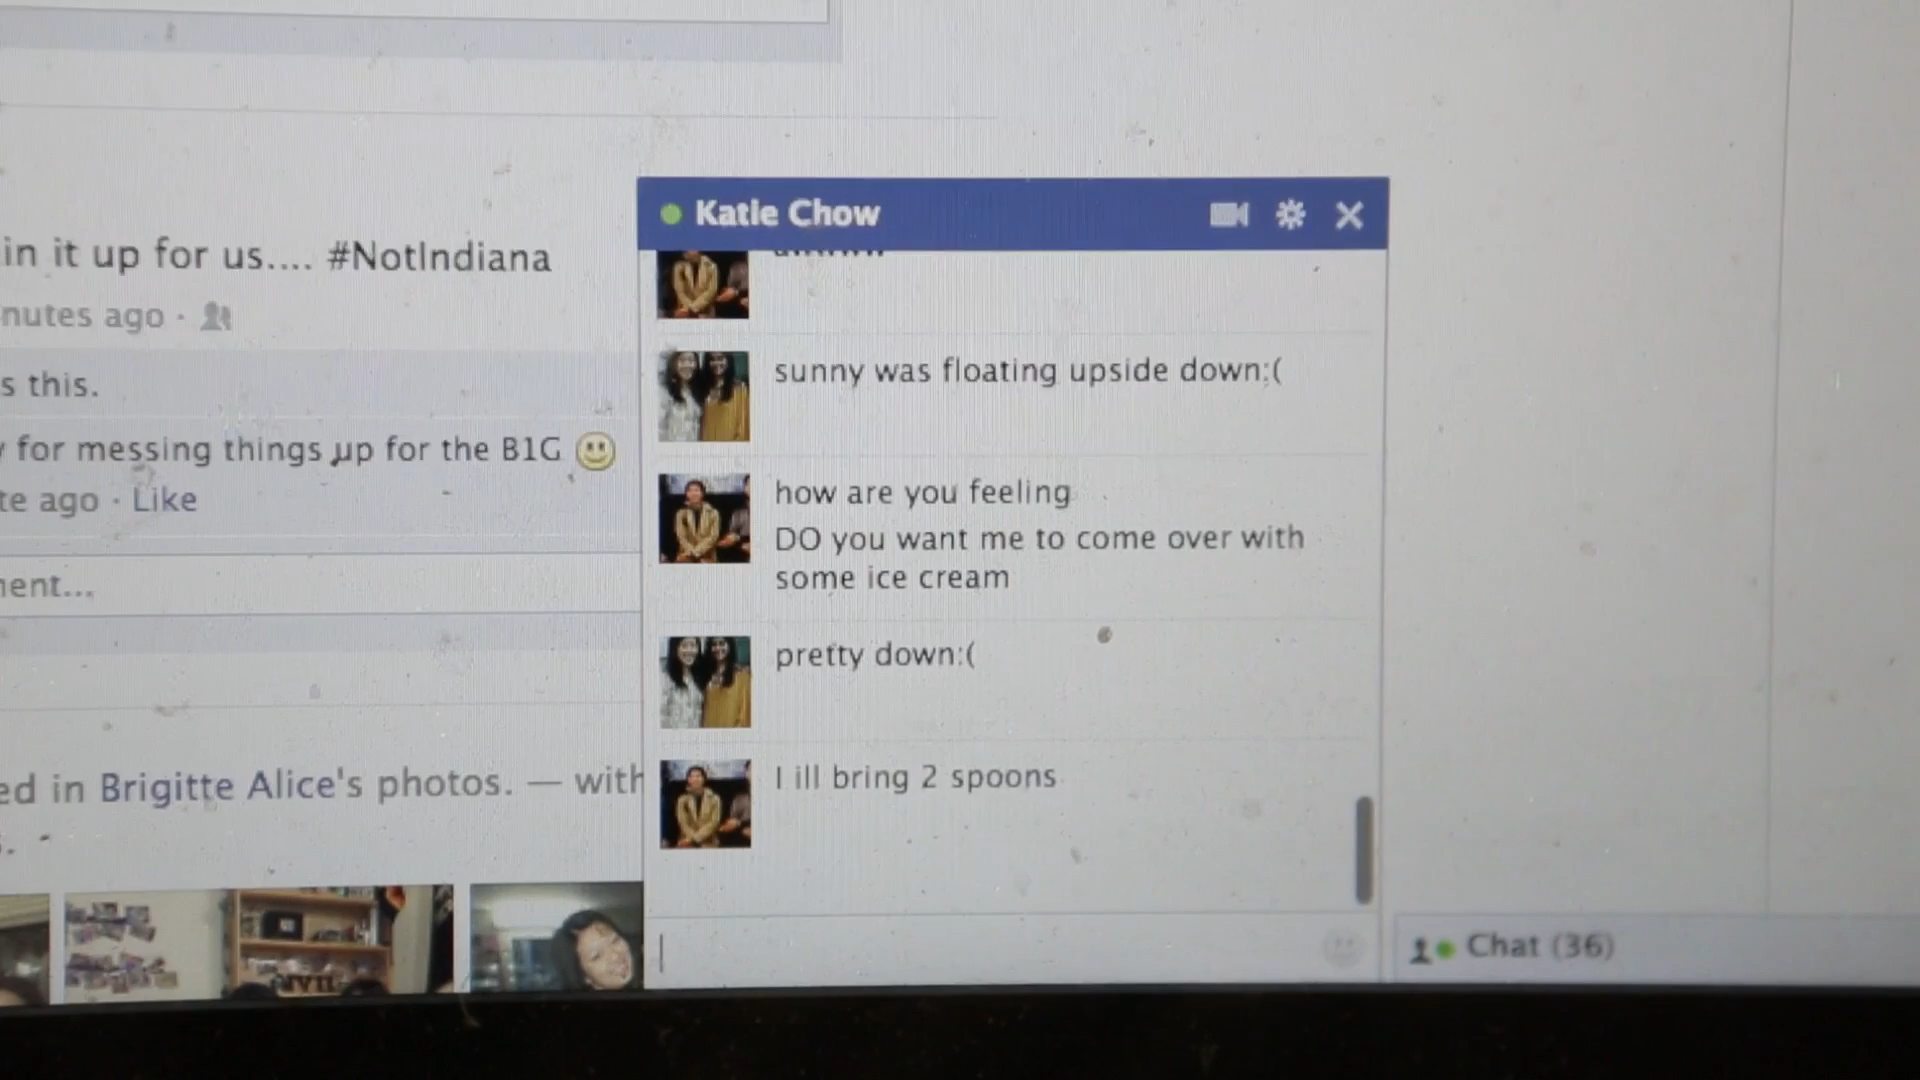 in it up for us.... #NotIndiana
nutes ago ·
s this.
for messing things up for the B1G
te ago · Like
ent...
ed in Brigitte Alice's photos. — with
Katie Chow
sunny was floating upside down:(
how are you feeling
DO you want me to come over with
some ice cream
pretty down:(
I ill bring 2 spoons
Chat (36)